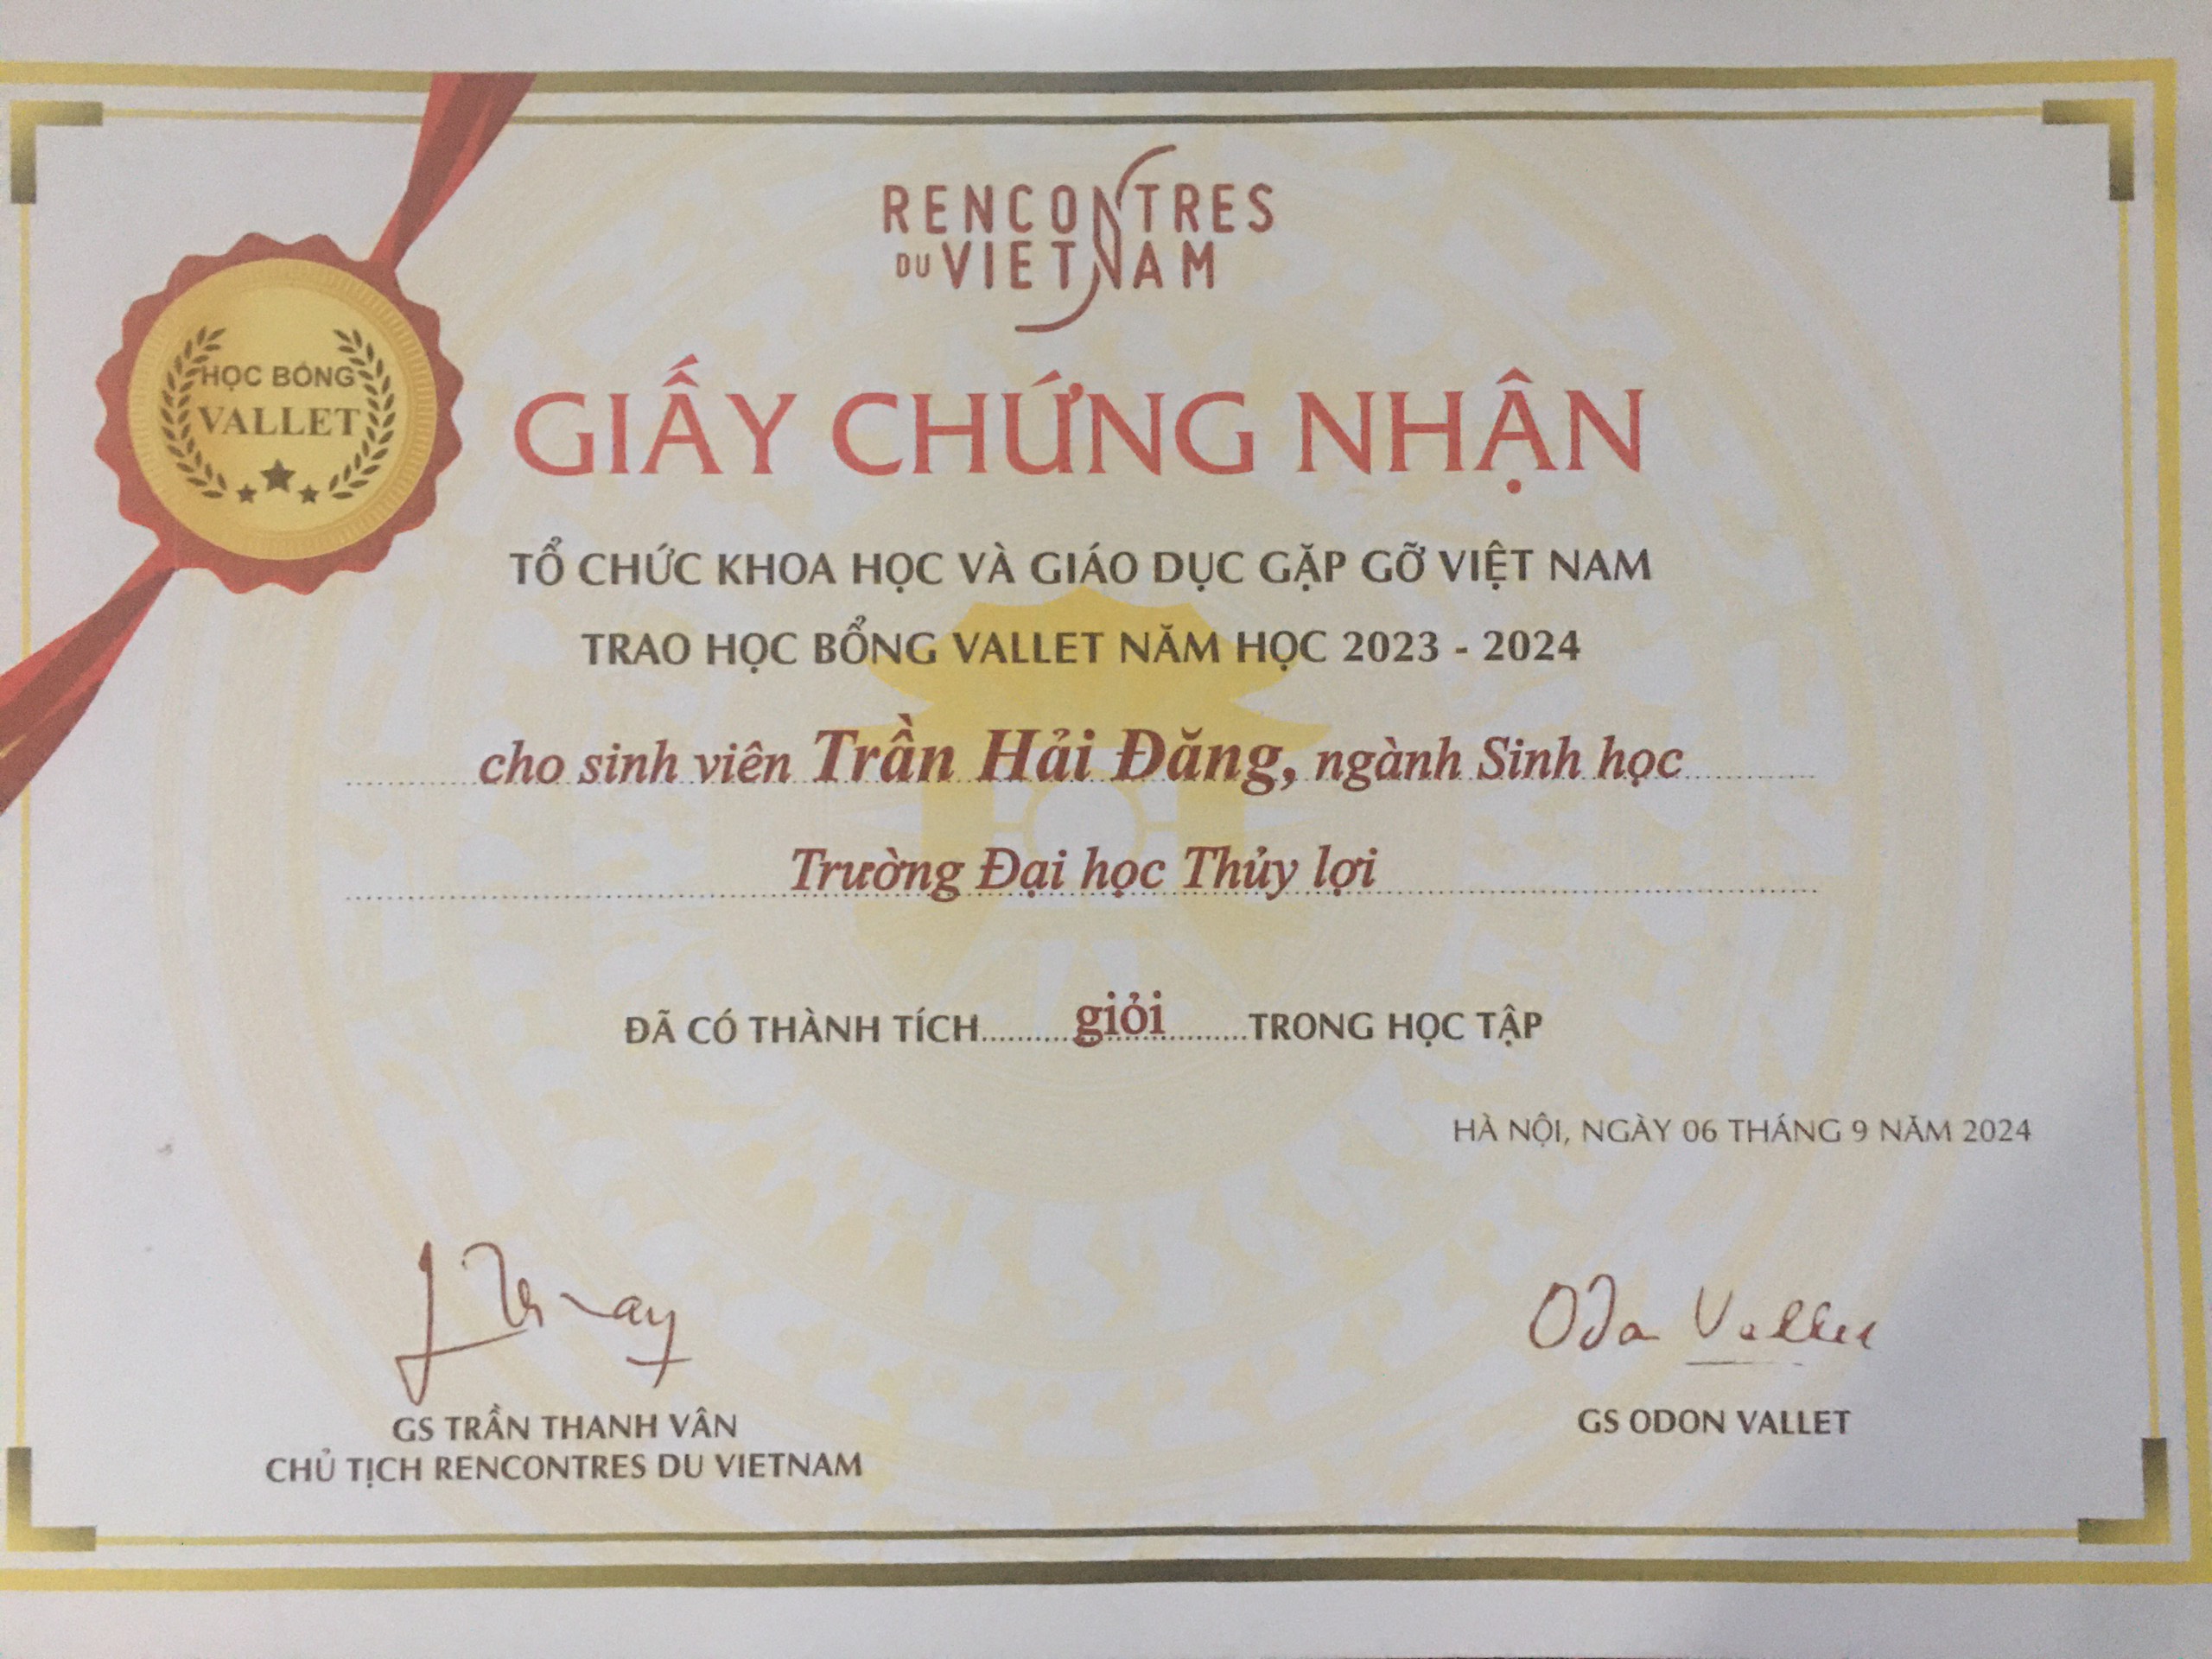 RENCONTRES
DU VIETNAM
HỌC BỔNG
VALLET
GIẤY CHỨNG NHẬN
TỔ CHỨC KHOA HỌC VÀ GIÁO DỤC GẶP GỠ VIỆT NAM
TRAO HỌC BỔNG VALLET NĂM HỌC 2023 - 2024
cho sinh viên Trần Hải Đăng, ngành Sinh học
Trường Đại học Thủy lợi
ĐÃ CÓ THÀNH TÍCH.........giỏi.........TRONG HỌC TẬP
HÀ NỘI, NGÀY 06 THÁNG 9 NĂM 2024
Odon Vallet
GS TRẦN THANH VÂN
CHỦ TỊCH RENCONTRES DU VIETNAM
GS ODON VALLET